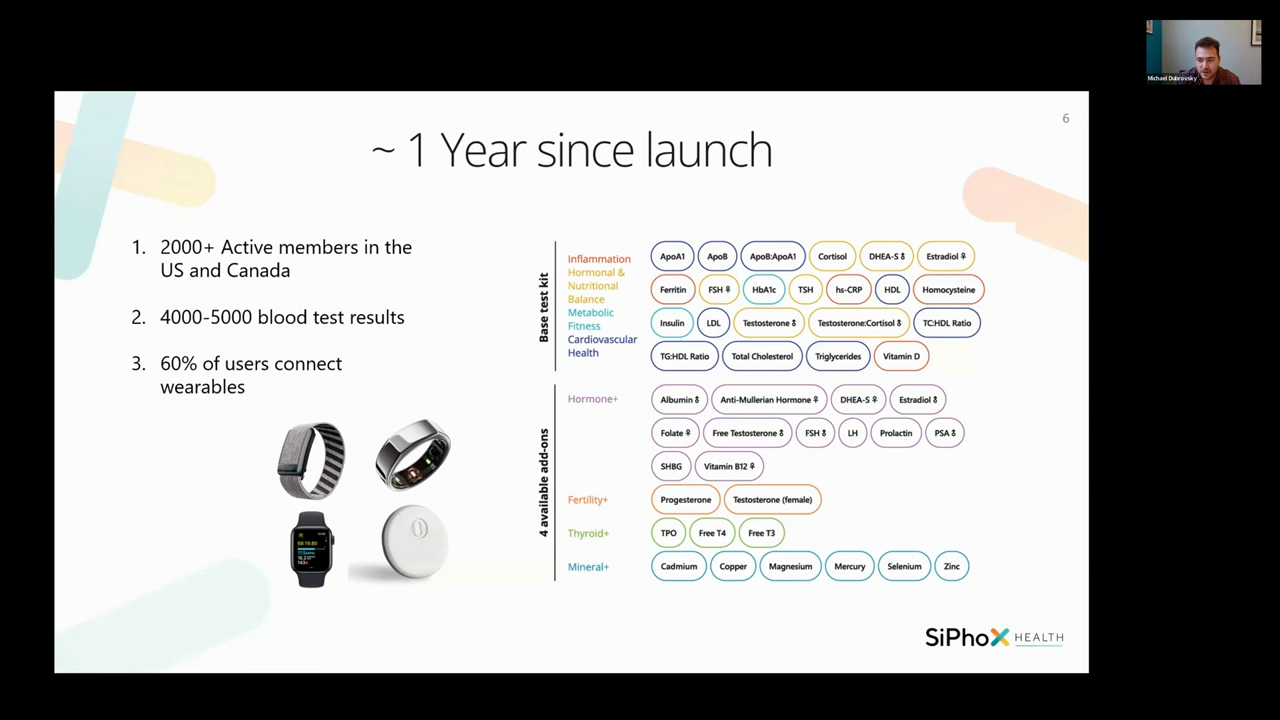 Michael Dubrovsky
6
~ 1 Year since launch
1. 2000+ Active members in the
US and Canada
2. 4000-5000 blood test results
3. 60% of users connect
wearables
Base test kit
Inflammation
Hormonal &
Nutritional
Balance
Metabolic
Fitness
Cardiovascular
Health
ApoA1 ApoB ApoB:ApoA1 Cortisol DHEA-S ♂ Estradiol ♀
Ferritin FSH ♀ HbA1c TSH hs-CRP HDL Homocysteine
Insulin LDL Testosterone ♂ Testosterone:Cortisol ♂ TC:HDL Ratio
TG:HDL Ratio Total Cholesterol Triglycerides Vitamin D
4 available add-ons
Hormone+
Albumin ♂ Anti-Mullerian Hormone ♀ DHEA-S ♀ Estradiol ♂
Folate ♀ Free Testosterone ♂ FSH ♂ LH Prolactin PSA ♂
SHBG Vitamin B12 ♀
Fertility+ Progesterone Testosterone (female)
Thyroid+ TPO Free T4 Free T3
Mineral+ Cadmium Copper Magnesium Mercury Selenium Zinc
SiPhoX HEALTH